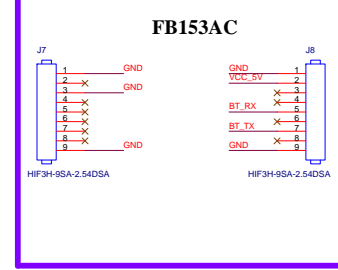 FB153AC
J7
J8
1 GND
2
3 GND
4
5
6
7
8
9 GND
GND 1
VCC_5V 2
3
4
BT_RX 5
6
BT_TX 7
8
GND 9
HIF3H-9SA-2.54DSA
HIF3H-9SA-2.54DSA